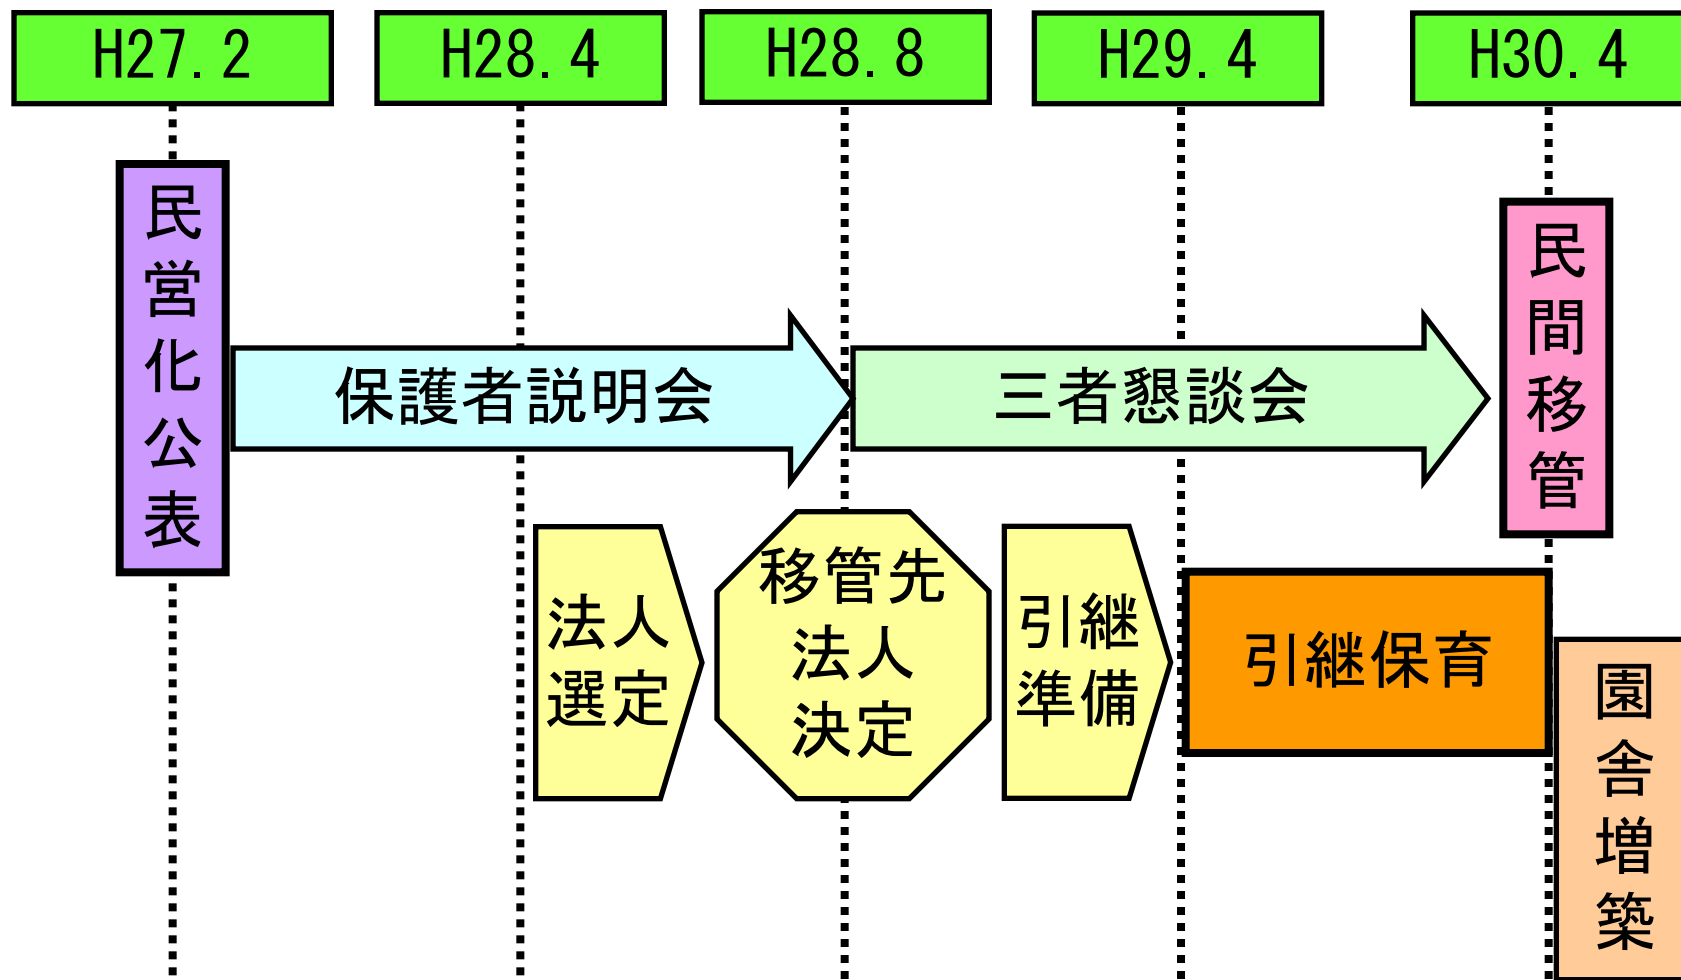 H27.2
H28.4
H28.8
H29.4
H30.4
民営化公表
保護者説明会
三者懇談会
民間移管
法人
選定
移管先
法人
決定
引継
準備
引継保育
園舎増築